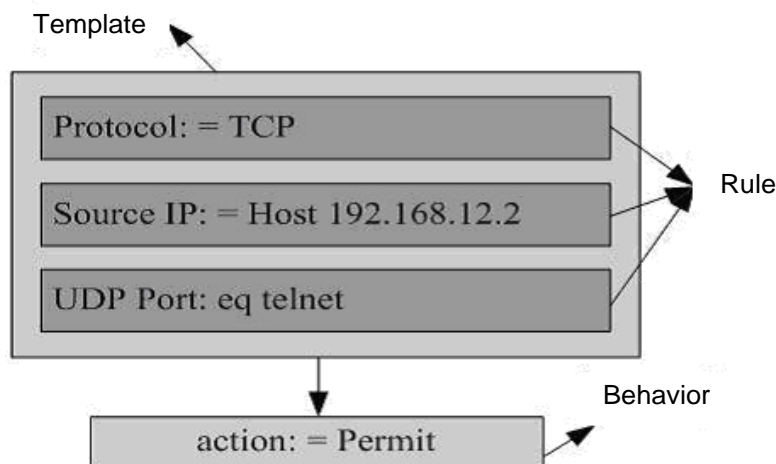 Template
Protocol: = TCP
Source IP: = Host 192.168.12.2
Rule
UDP Port: eq telnet
Behavior
action: = Permit